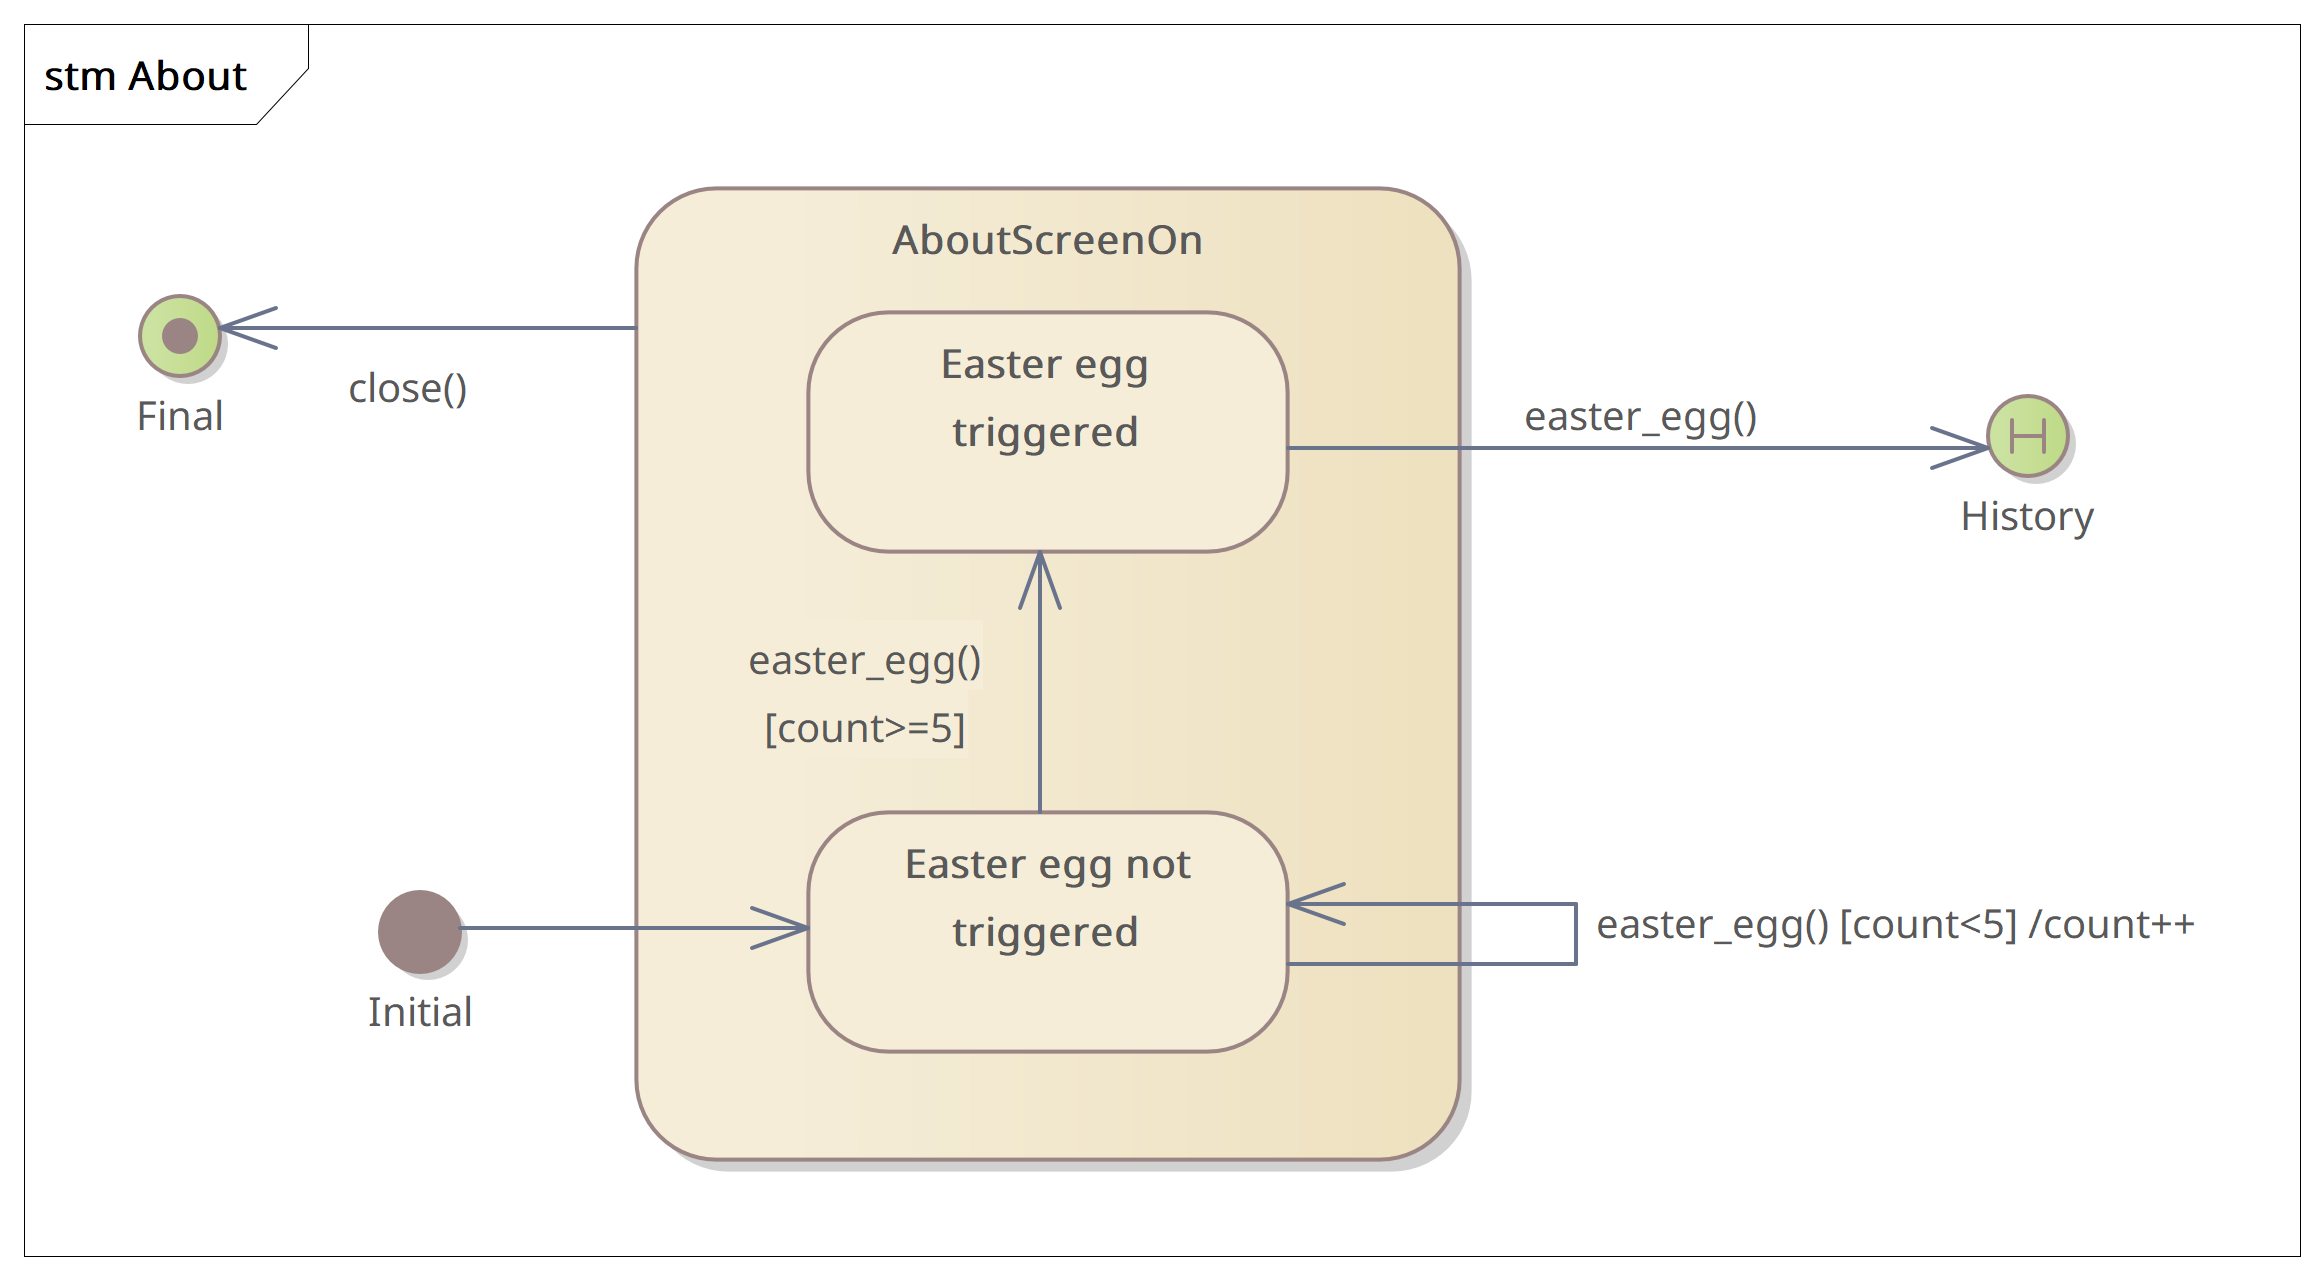 stm About
AboutScreenOn
Easter egg
triggered
close()
Final
easter_egg()
H
History
easter_egg()
[count>=5]
Easter egg not
triggered
easter_egg() [count<5] /count++
Initial